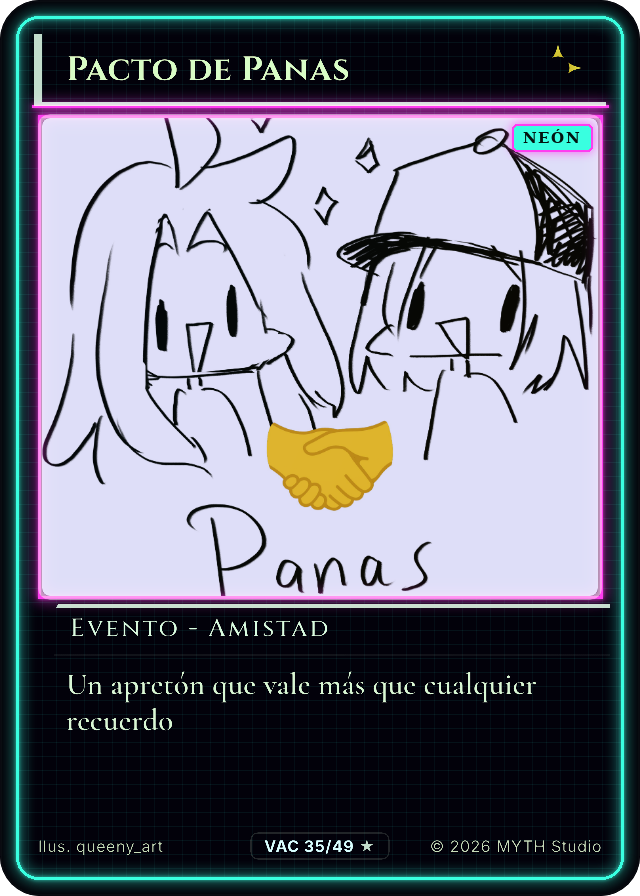 Pacto de Panas
NEÓN
Panas
Evento - Amistad
Un apretón que vale más que cualquier
recuerdo
Ilus. queeny_art
VAC 35/49 ★
© 2026 MYTH Studio